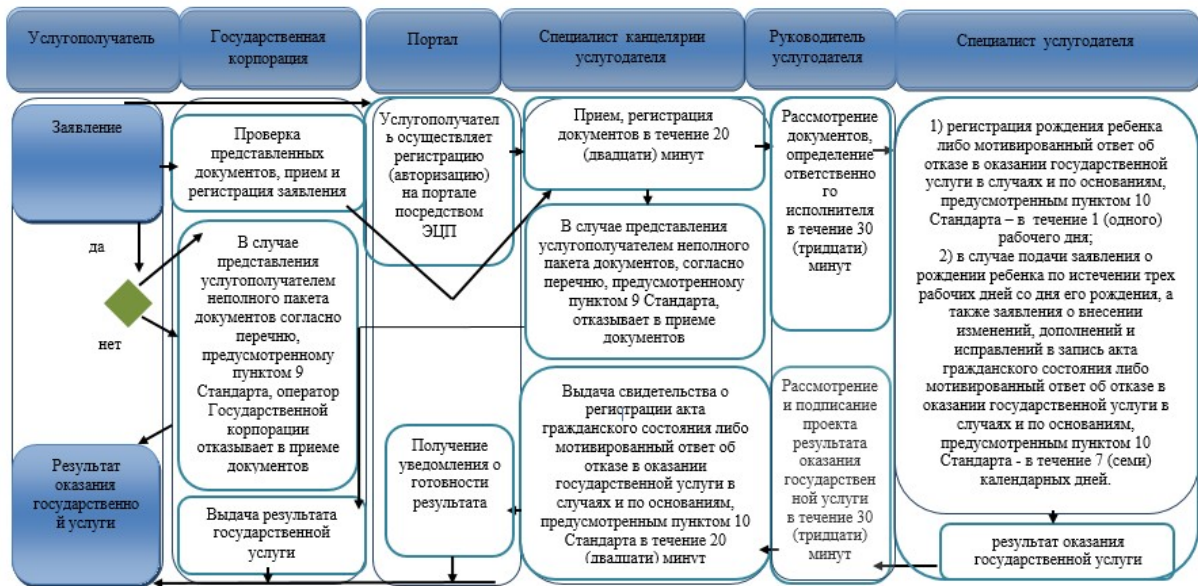 Услугополучатель
Государственная
корпорация
Портал
Специалист канцелярии
услугодателя
Руководитель
услугодателя
Специалист услугодателя
Заявление
да
нет
Результат
оказания
государственно
й услуги
Проверка
представленных
документов, прием и
регистрация заявления
В случае
представления
услугополучателем
неполного пакета
документов согласно
перечню,
предусмотренному
пунктом 9
Стандарта, оператор
Государственной
корпорации
отказывает в приеме
документов
Выдача результата
государственной
услуги
Услугополучател
ь осуществляет
регистрацию
(авторизацию)
на портале
посредством
ЭЦП
Получение
уведомления о
готовности
результата
Прием, регистрация
документов в течение 20
(двадцати) минут
В случае представления
услугополучателем неполного
пакета документов, согласно
перечню, предусмотренному
пунктом 9 Стандарта,
отказывает в приеме
документов
Выдача свидетельства о
регистрации акта
гражданского состояния либо
мотивированный ответ об
отказе в оказании
государственной услуги в
случаях и по основаниям,
предусмотренным пунктом 10
Стандарта в течение 20
(двадцати) минут
Рассмотрение
документов,
определение
ответственно
го
исполнителя
в течение 30
(тридцати)
минут
Рассмотрение
и подписание
проекта
результата
оказания
государствен
ной услуги
в течение 30
(тридцати)
минут
1) регистрация рождения ребенка
либо мотивированный ответ об
отказе в оказании государственной
услуги в случаях и по основаниям,
предусмотренным пунктом 10
Стандарта – в течение 1 (одного)
рабочего дня;
2) в случае подачи заявления о
рождении ребенка по истечении трех
рабочих дней со дня его рождения, а
также заявления о внесении
изменений, дополнений и
исправлений в запись акта
гражданского состояния либо
мотивированный ответ об отказе в
оказании государственной услуги в
случаях и по основаниям,
предусмотренным пунктом 10
Стандарта - в течение 7 (семи)
календарных дней.
результат оказания
государственной услуги